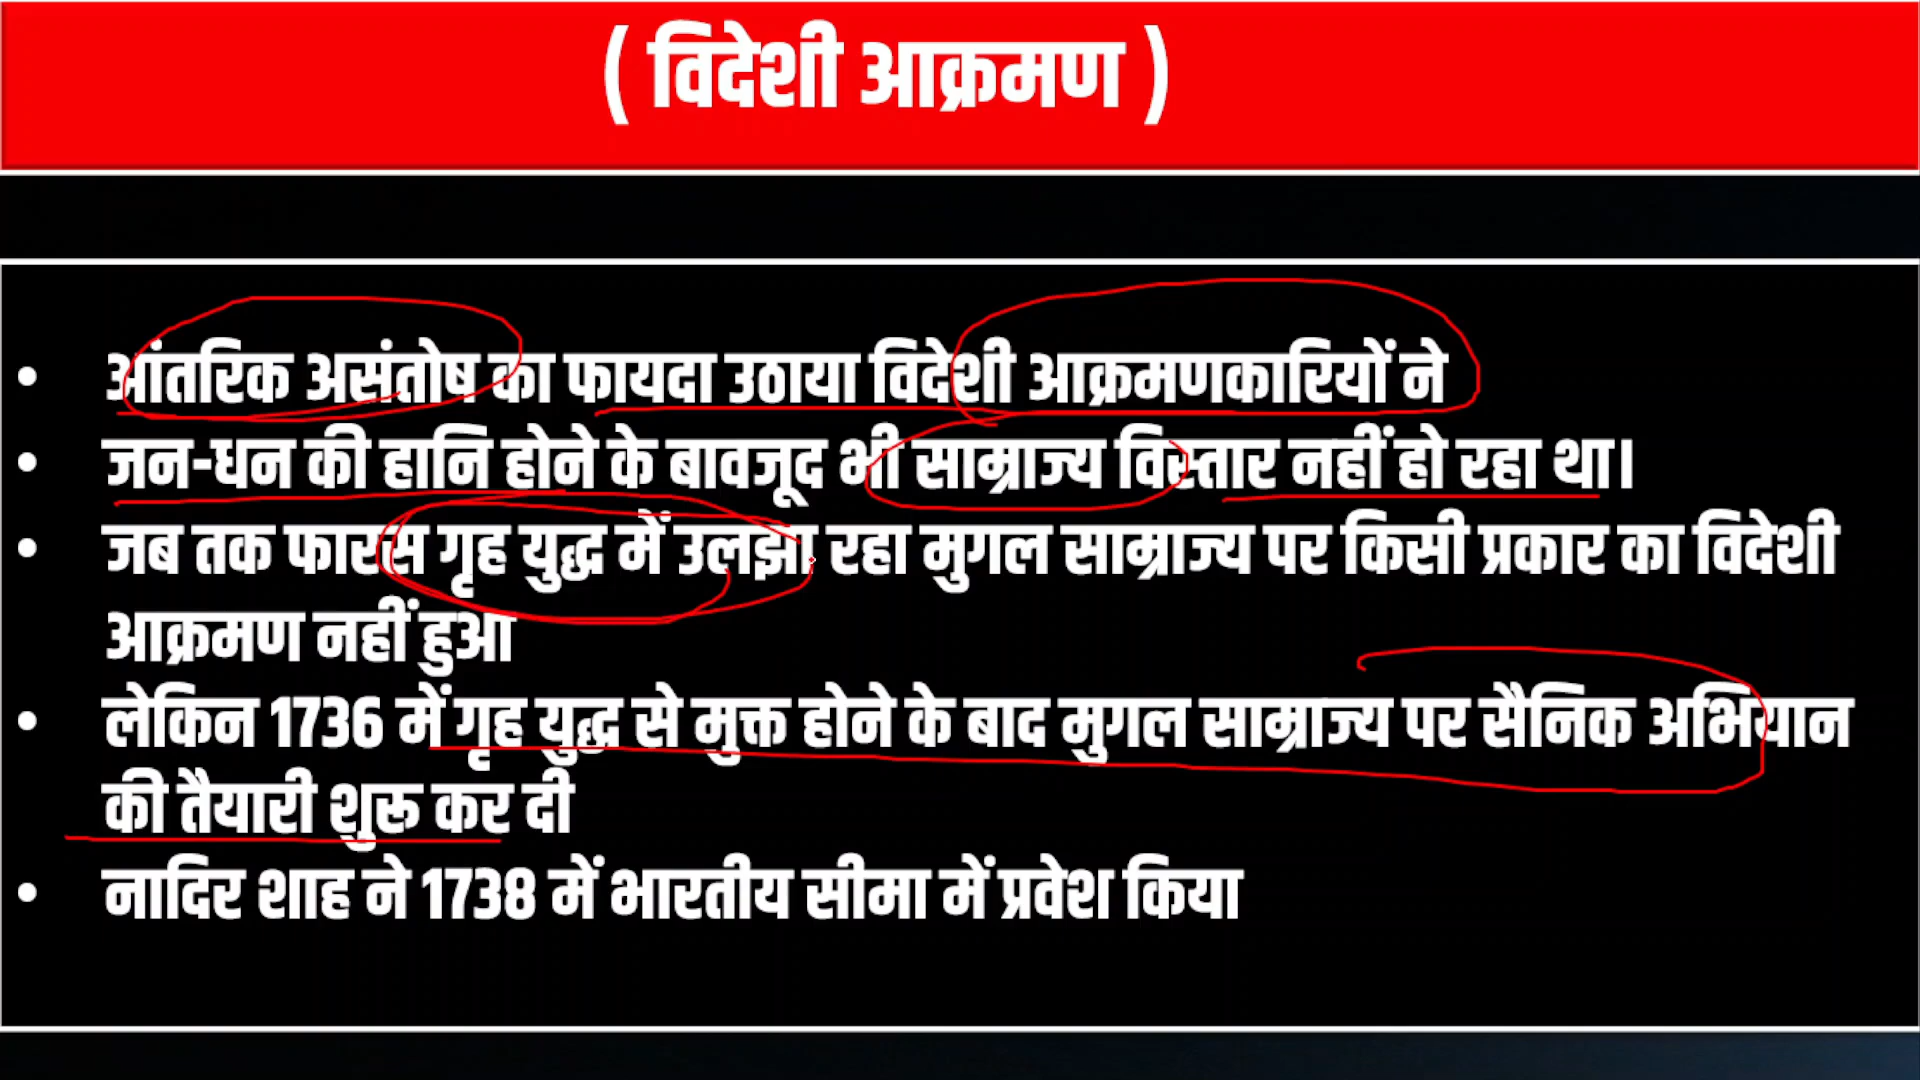 ( विदेशी आक्रमण )
• आंतरिक असंतोष का फायदा उठाया विदेशी आक्रमणकारियों ने
• जन-धन की हानि होने के बावजूद भी साम्राज्य विस्तार नहीं हो रहा था।
• जब तक फारस गृह युद्ध में उलझा रहा मुगल साम्राज्य पर किसी प्रकार का विदेशी
आक्रमण नहीं हुआ
• लेकिन 1736 में गृह युद्ध से मुक्त होने के बाद मुगल साम्राज्य पर सैनिक अभियान
की तैयारी शुरू कर दी
• नादिर शाह ने 1738 में भारतीय सीमा में प्रवेश किया